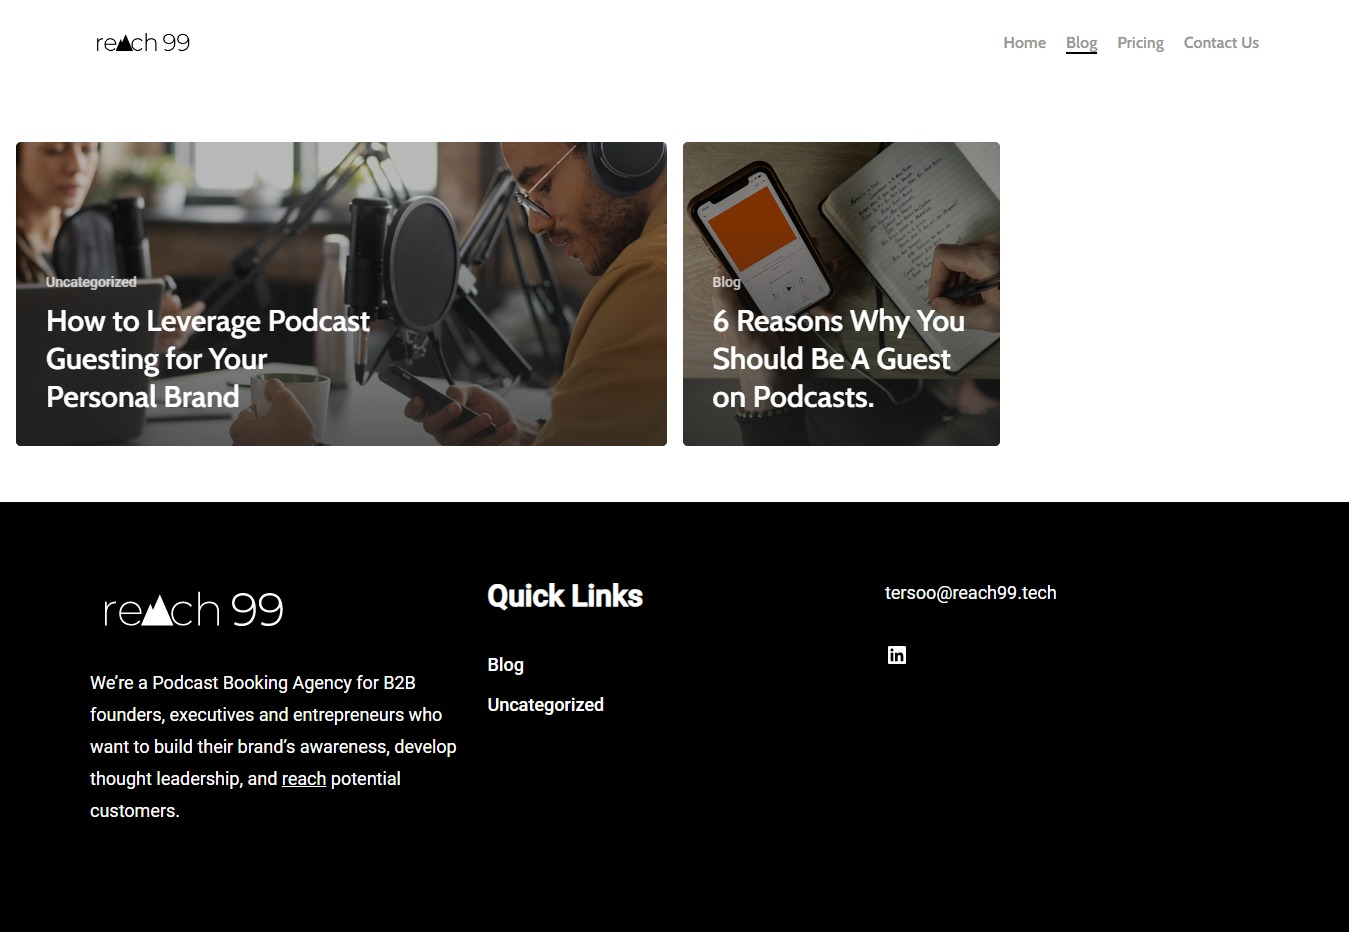 reach 99
Home Blog Pricing Contact Us
Uncategorized
How to Leverage Podcast
Guesting for Your
Personal Brand
Blog
6 Reasons Why You
Should Be A Guest
on Podcasts.
reach 99
We’re a Podcast Booking Agency for B2B
founders, executives and entrepreneurs who
want to build their brand’s awareness, develop
thought leadership, and reach potential
customers.
Quick Links
Blog
Uncategorized
tersoo@reach99.tech
in